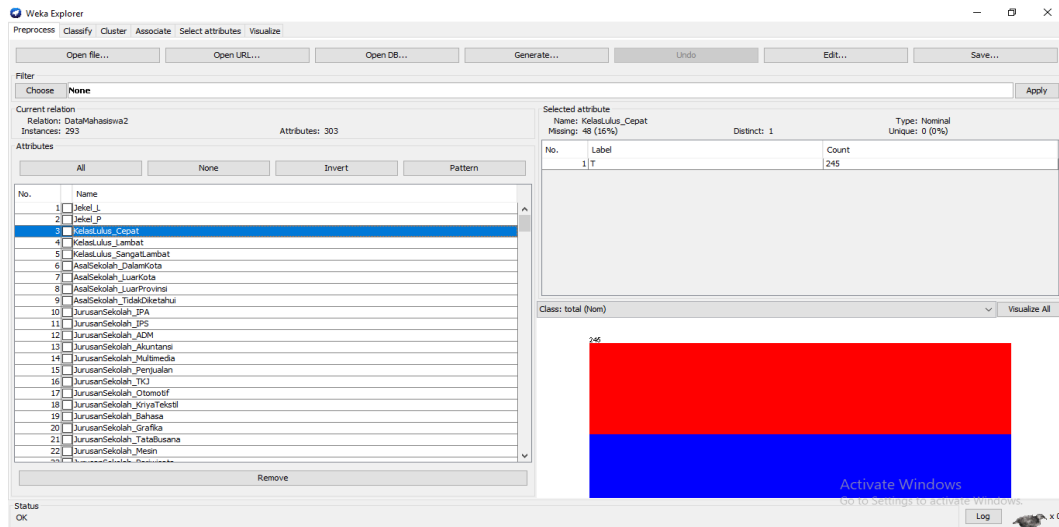 Weka Explorer
Preprocess Classify Cluster Associate Select attributes Visualize
Open file... Open URL... Open DB... Generate... Undo Edit... Save...
Filter
Choose None Apply
Current relation
Relation: DataMahasiswa2
Instances: 293 Attributes: 303
Attributes
All None Invert Pattern
No. Name
1 Jekel_L
2 Jekel_P
3 KelasLulus_Cepat
4 KelasLulus_Lambat
5 KelasLulus_SangatLambat
6 AsalSekolah_DalamKota
7 AsalSekolah_LuarKota
8 AsalSekolah_LuarProvinsi
9 AsalSekolah_TidakDiketahui
10 JurusanSekolah_IPA
11 JurusanSekolah_IPS
12 JurusanSekolah_ADM
13 JurusanSekolah_Akuntansi
14 JurusanSekolah_Multimedia
15 JurusanSekolah_Penjualan
16 JurusanSekolah_TKJ
17 JurusanSekolah_Otomotif
18 JurusanSekolah_KriyaTekstil
19 JurusanSekolah_Bahasa
20 JurusanSekolah_Grafika
21 JurusanSekolah_TataBusana
22 JurusanSekolah_Mesin
Remove
Selected attribute
Name: KelasLulus_Cepat Type: Nominal
Missing: 48 (16%) Distinct: 1 Unique: 0 (0%)
No. Label Count
1 T 245
Class: total (Nom) Visualize All
245
Activate Windows
Go to Settings to activate Windows.
Status
OK
Log x 0